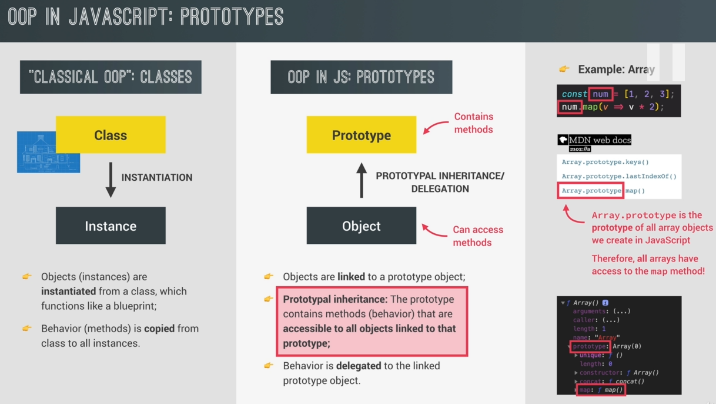 OOP IN JAVASCRIPT: PROTOTYPES
"CLASSICAL OOP": CLASSES
Class
INSTANTIATION
Instance
👉 Objects (instances) are
instantiated from a class, which
functions like a blueprint;
👉 Behavior (methods) is copied from
class to all instances.
OOP IN JS: PROTOTYPES
Prototype
Contains
methods
PROTOTYPAL INHERITANCE/
DELEGATION
Object
Can access
methods
👉 Objects are linked to a prototype object;
👉 Prototypal inheritance: The prototype
contains methods (behavior) that are
accessible to all objects linked to that
prototype;
👉 Behavior is delegated to the linked
prototype object.
👉 Example: Array
const num = [1, 2, 3];
num.map(v => v * 2);
MDN web docs
Array.prototype.keys()
Array.prototype.lastIndexOf()
Array.prototype.map()
Array.prototype is the
prototype of all array objects
we create in JavaScript
Therefore, all arrays have
access to the map method!
▼ ƒ Array()
arguments: (...)
caller: (...)
length: 1
name: "Array"
prototype: Array(0)
▶ unique: ƒ ()
length: 0
▶ constructor: ƒ Array()
▶ concat: ƒ concat()
▶ map: ƒ map()